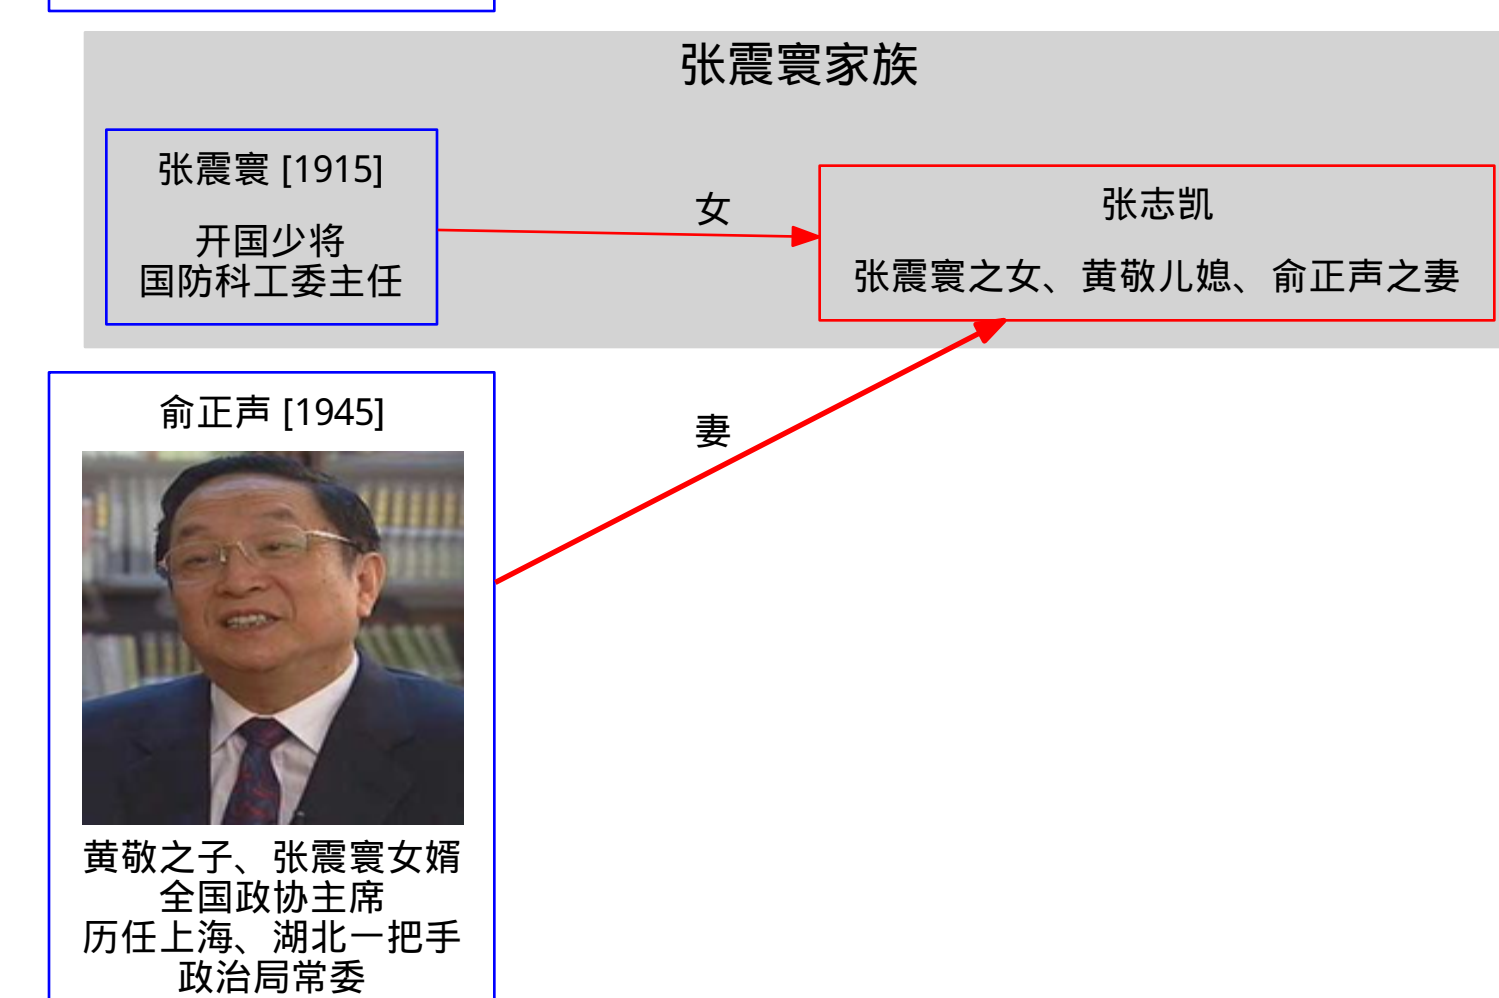 张震寰家族
张震寰 [1915]
开国少将
国防科工委主任
女
张志凯
张震寰之女、黄敬儿媳、俞正声之妻
妻
俞正声 [1945]
黄敬之子、张震寰女婿
全国政协主席
历任上海、湖北一把手
政治局常委